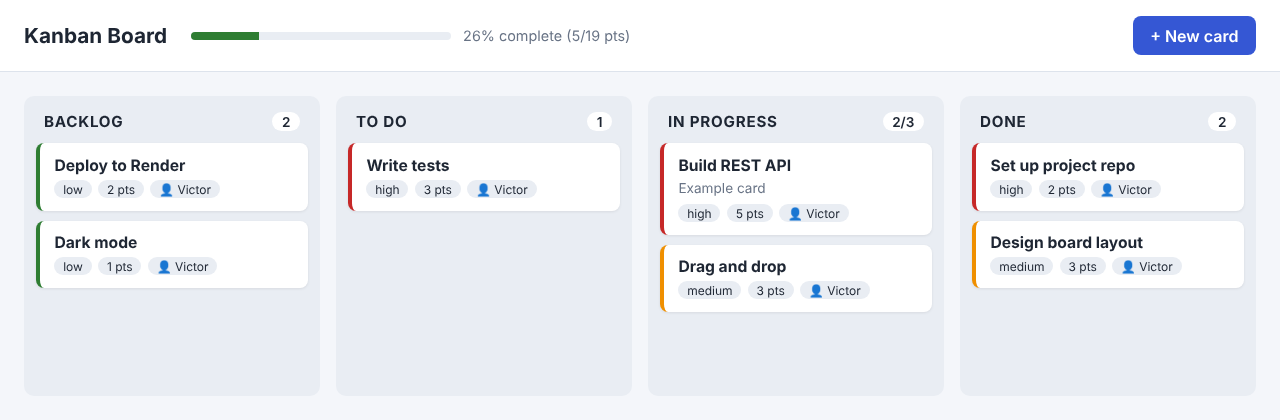 Kanban Board
26% complete (5/19 pts)
+ New card
BACKLOG 2
Deploy to Render
low 2 pts 👤 Victor
Dark mode
low 1 pts 👤 Victor
TO DO 1
Write tests
high 3 pts 👤 Victor
IN PROGRESS 2/3
Build REST API
Example card
high 5 pts 👤 Victor
Drag and drop
medium 3 pts 👤 Victor
DONE 2
Set up project repo
high 2 pts 👤 Victor
Design board layout
medium 3 pts 👤 Victor